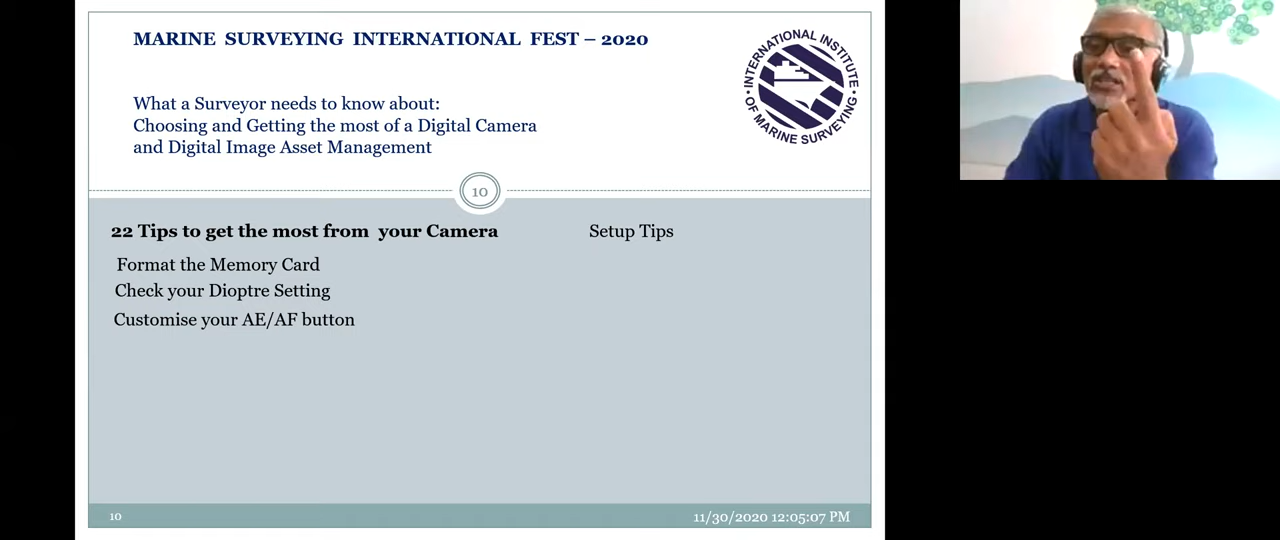 MARINE SURVEYING INTERNATIONAL FEST – 2020
INTERNATIONAL INSTITUTE
OF MARINE SURVEYING
What a Surveyor needs to know about:
Choosing and Getting the most of a Digital Camera
and Digital Image Asset Management
10
22 Tips to get the most from your Camera
Setup Tips
Format the Memory Card
Check your Dioptre Setting
Customise your AE/AF button
10
11/30/2020 12:05:07 PM